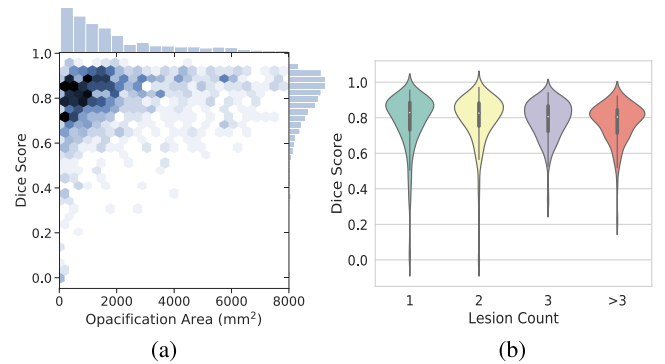 1.0
0.8
0.6
0.4
0.2
0.0
Dice Score
0 2000 4000 6000 8000
Opacification Area (mm²)
(a)
1.0
0.8
0.6
0.4
0.2
0.0
Dice Score
1 2 3 >3
Lesion Count
(b)